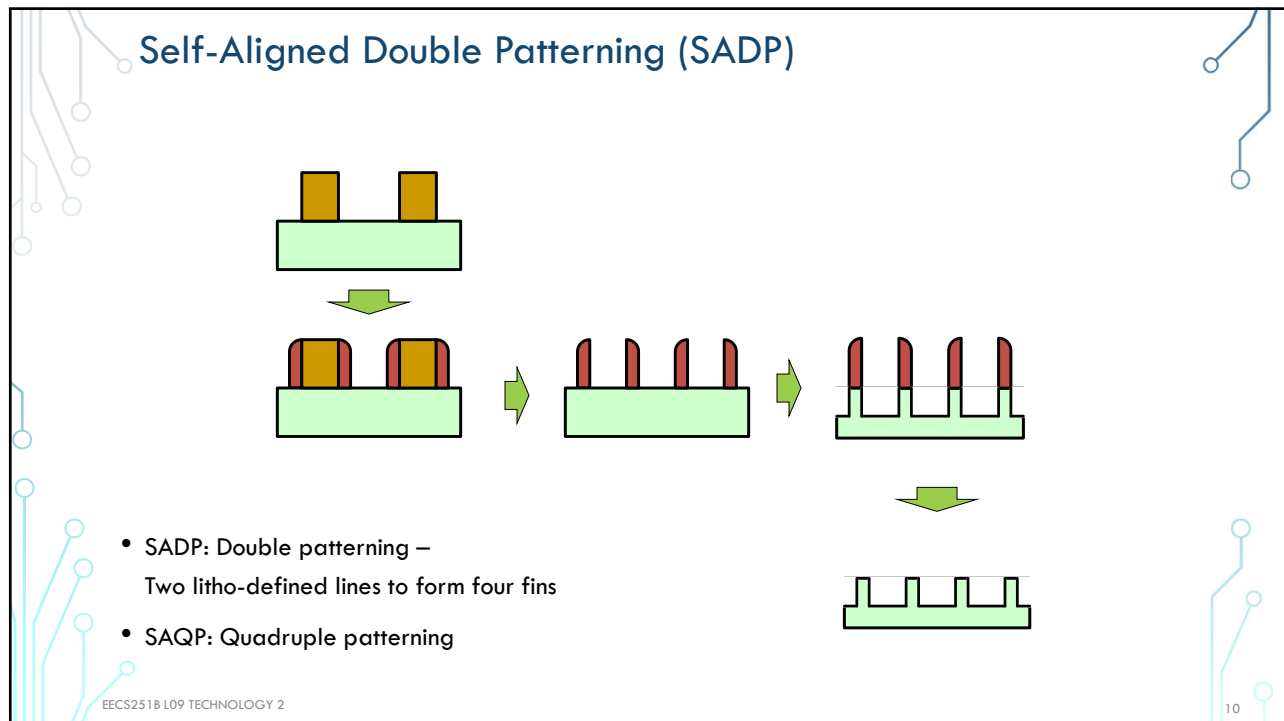 Self-Aligned Double Patterning (SADP)
• SADP: Double patterning –
Two litho-defined lines to form four fins
• SAQP: Quadruple patterning
EECS251B L09 TECHNOLOGY 2
10